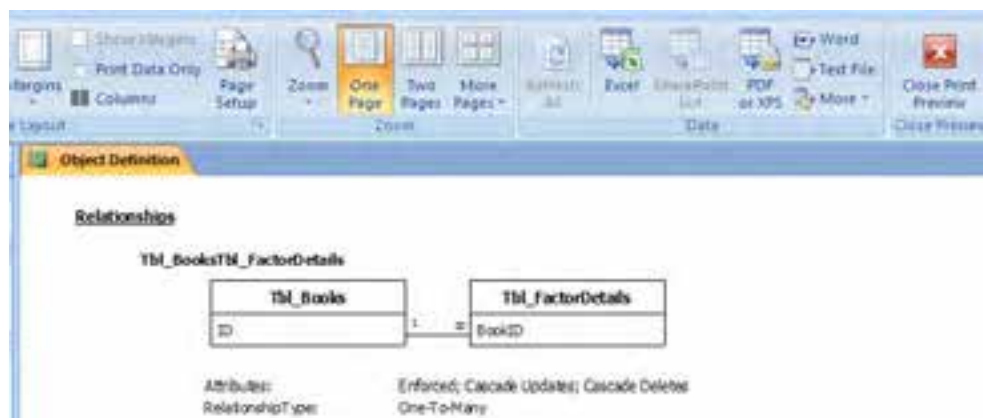 Show Margins
Print Data Only
Columns
Margins
Page Setup
Zoom
One Page
Two Pages
More Pages
Refresh All
Excel
SharePoint List
PDF or XPS
Word
Text File
More
Close Print Preview
Layout
Zoom
Data
Close Preview
Object Definition
Relationships
Tbl_BooksTbl_FactorDetails
Tbl_Books
Tbl_FactorDetails
ID
1
∞
BookID
Attributes: Enforced; Cascade Updates; Cascade Deletes
RelationshipType: One-To-Many